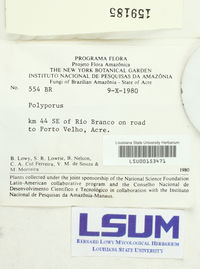 159185
PROGRAMA FLORA
Projeto Flora Amazônica
THE NEW YORK BOTANICAL GARDEN
INSTITUTO NACIONAL DE PESQUISAS DA AMAZÔNIA
Fungi of Brazilian Amazônia - State of Acre
No. 554 BR 9-X-1980
Polyporus
km 44 SE of Rio Branco on road
to Porto Velho, Acre.
Louisiana State University Herbarium
LSU00153471
B. Lowy, S. R. Lowrie, B. Nelson,
C. A. Cid Ferreira, V. M. de Souza &
M. Monteira 1980
Plants collected under the joint sponsorship of the National Science Foundation
Latin-American collaborative program and the Conselho Nacional de
Desenvolvimento Científico e Tecnológico in collaboration with the Instituto
Nacional de Pesquisas da Amazônia-Manaus.
LSUM
BERNARD LOWY MYCOLOGICAL HERBARIUM
LOUISIANA STATE UNIVERSITY